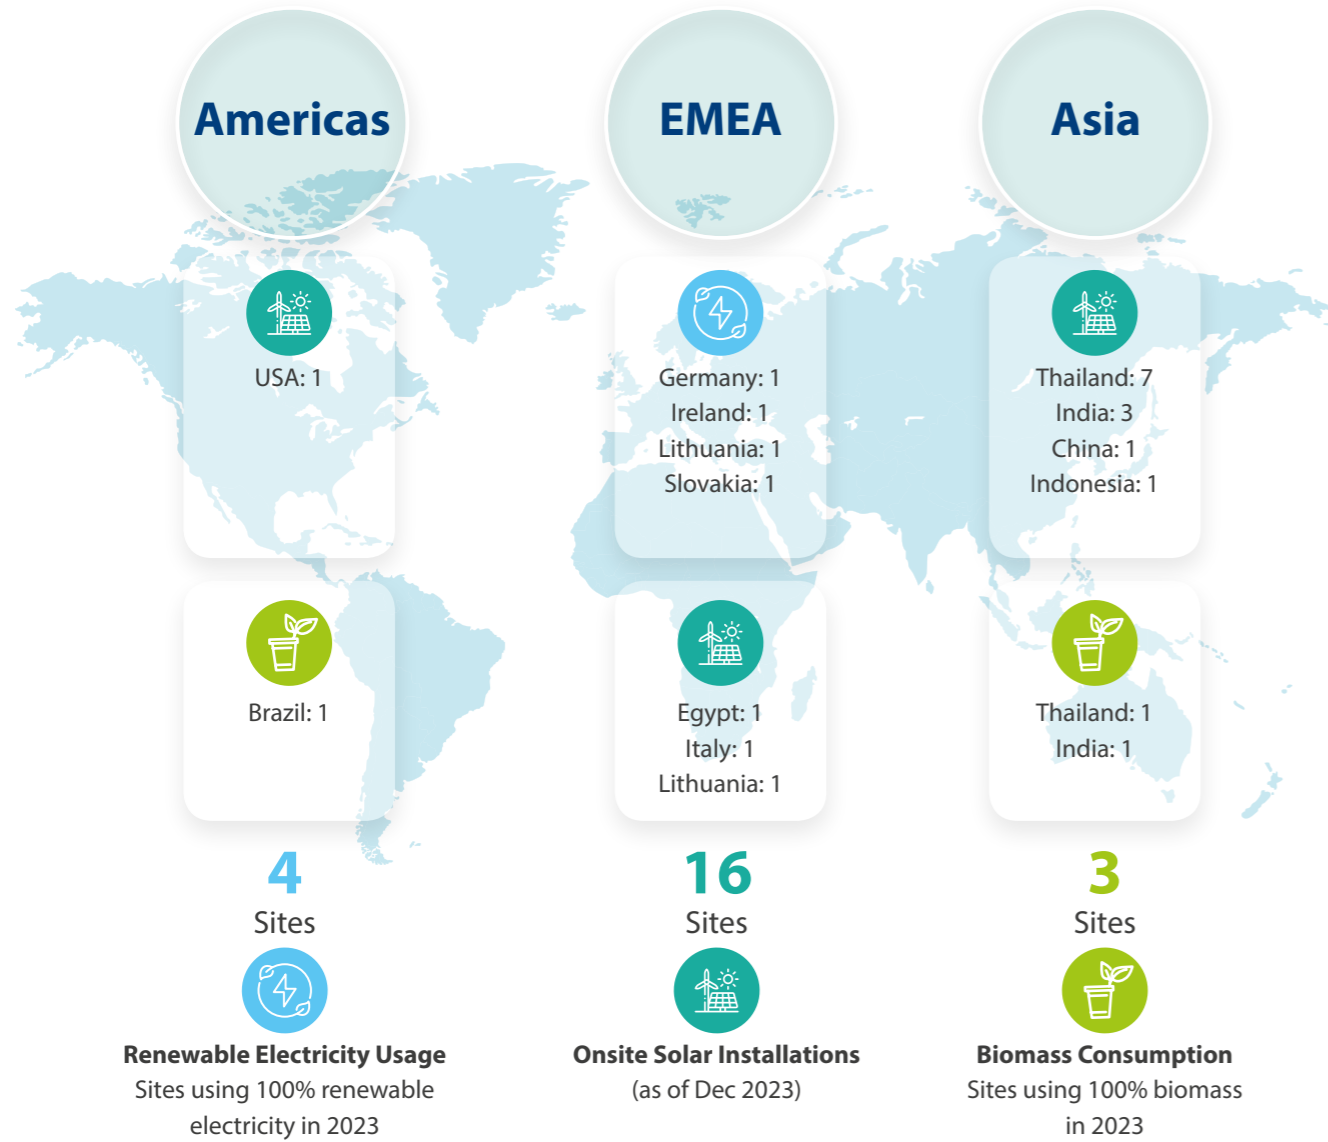 Americas
EMEA
Asia
USA: 1
Germany: 1
Ireland: 1
Lithuania: 1
Slovakia: 1
Thailand: 7
India: 3
China: 1
Indonesia: 1
Brazil: 1
Egypt: 1
Italy: 1
Lithuania: 1
Thailand: 1
India: 1
4
Sites
Renewable Electricity Usage
Sites using 100% renewable
electricity in 2023
16
Sites
Onsite Solar Installations
(as of Dec 2023)
3
Sites
Biomass Consumption
Sites using 100% biomass
in 2023